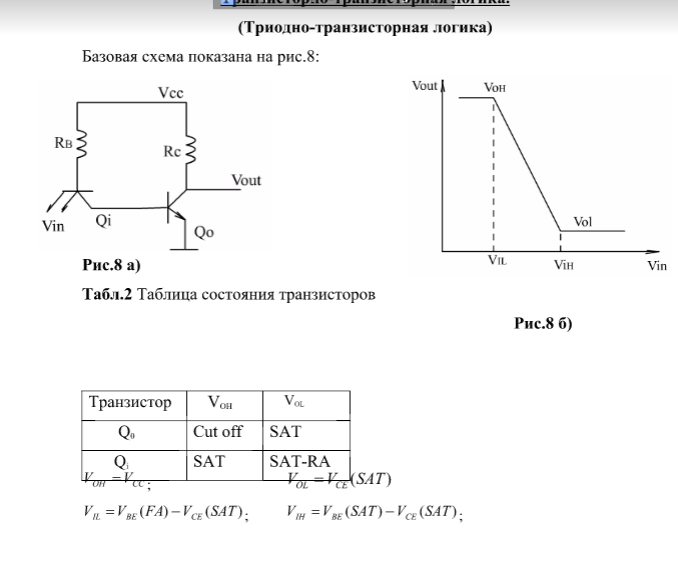 (Триодно-транзисторная логика)
Базовая схема показана на рис.8:
Vcc
RB
Rc
Vout
Vin
Qi
Qo
Vout
VOH
Vol
VIL
ViH
Vin
Рис.8 а)
Табл.2 Таблица состояния транзисторов
Рис.8 б)
Транзистор VOH VOL
Qo Cut off SAT
Qi SAT SAT-RA
VOH = VCC; VOL = VCE(SAT)
VIL = VBE(FA) − VCE(SAT); VIH = VBE(SAT) − VCE(SAT);